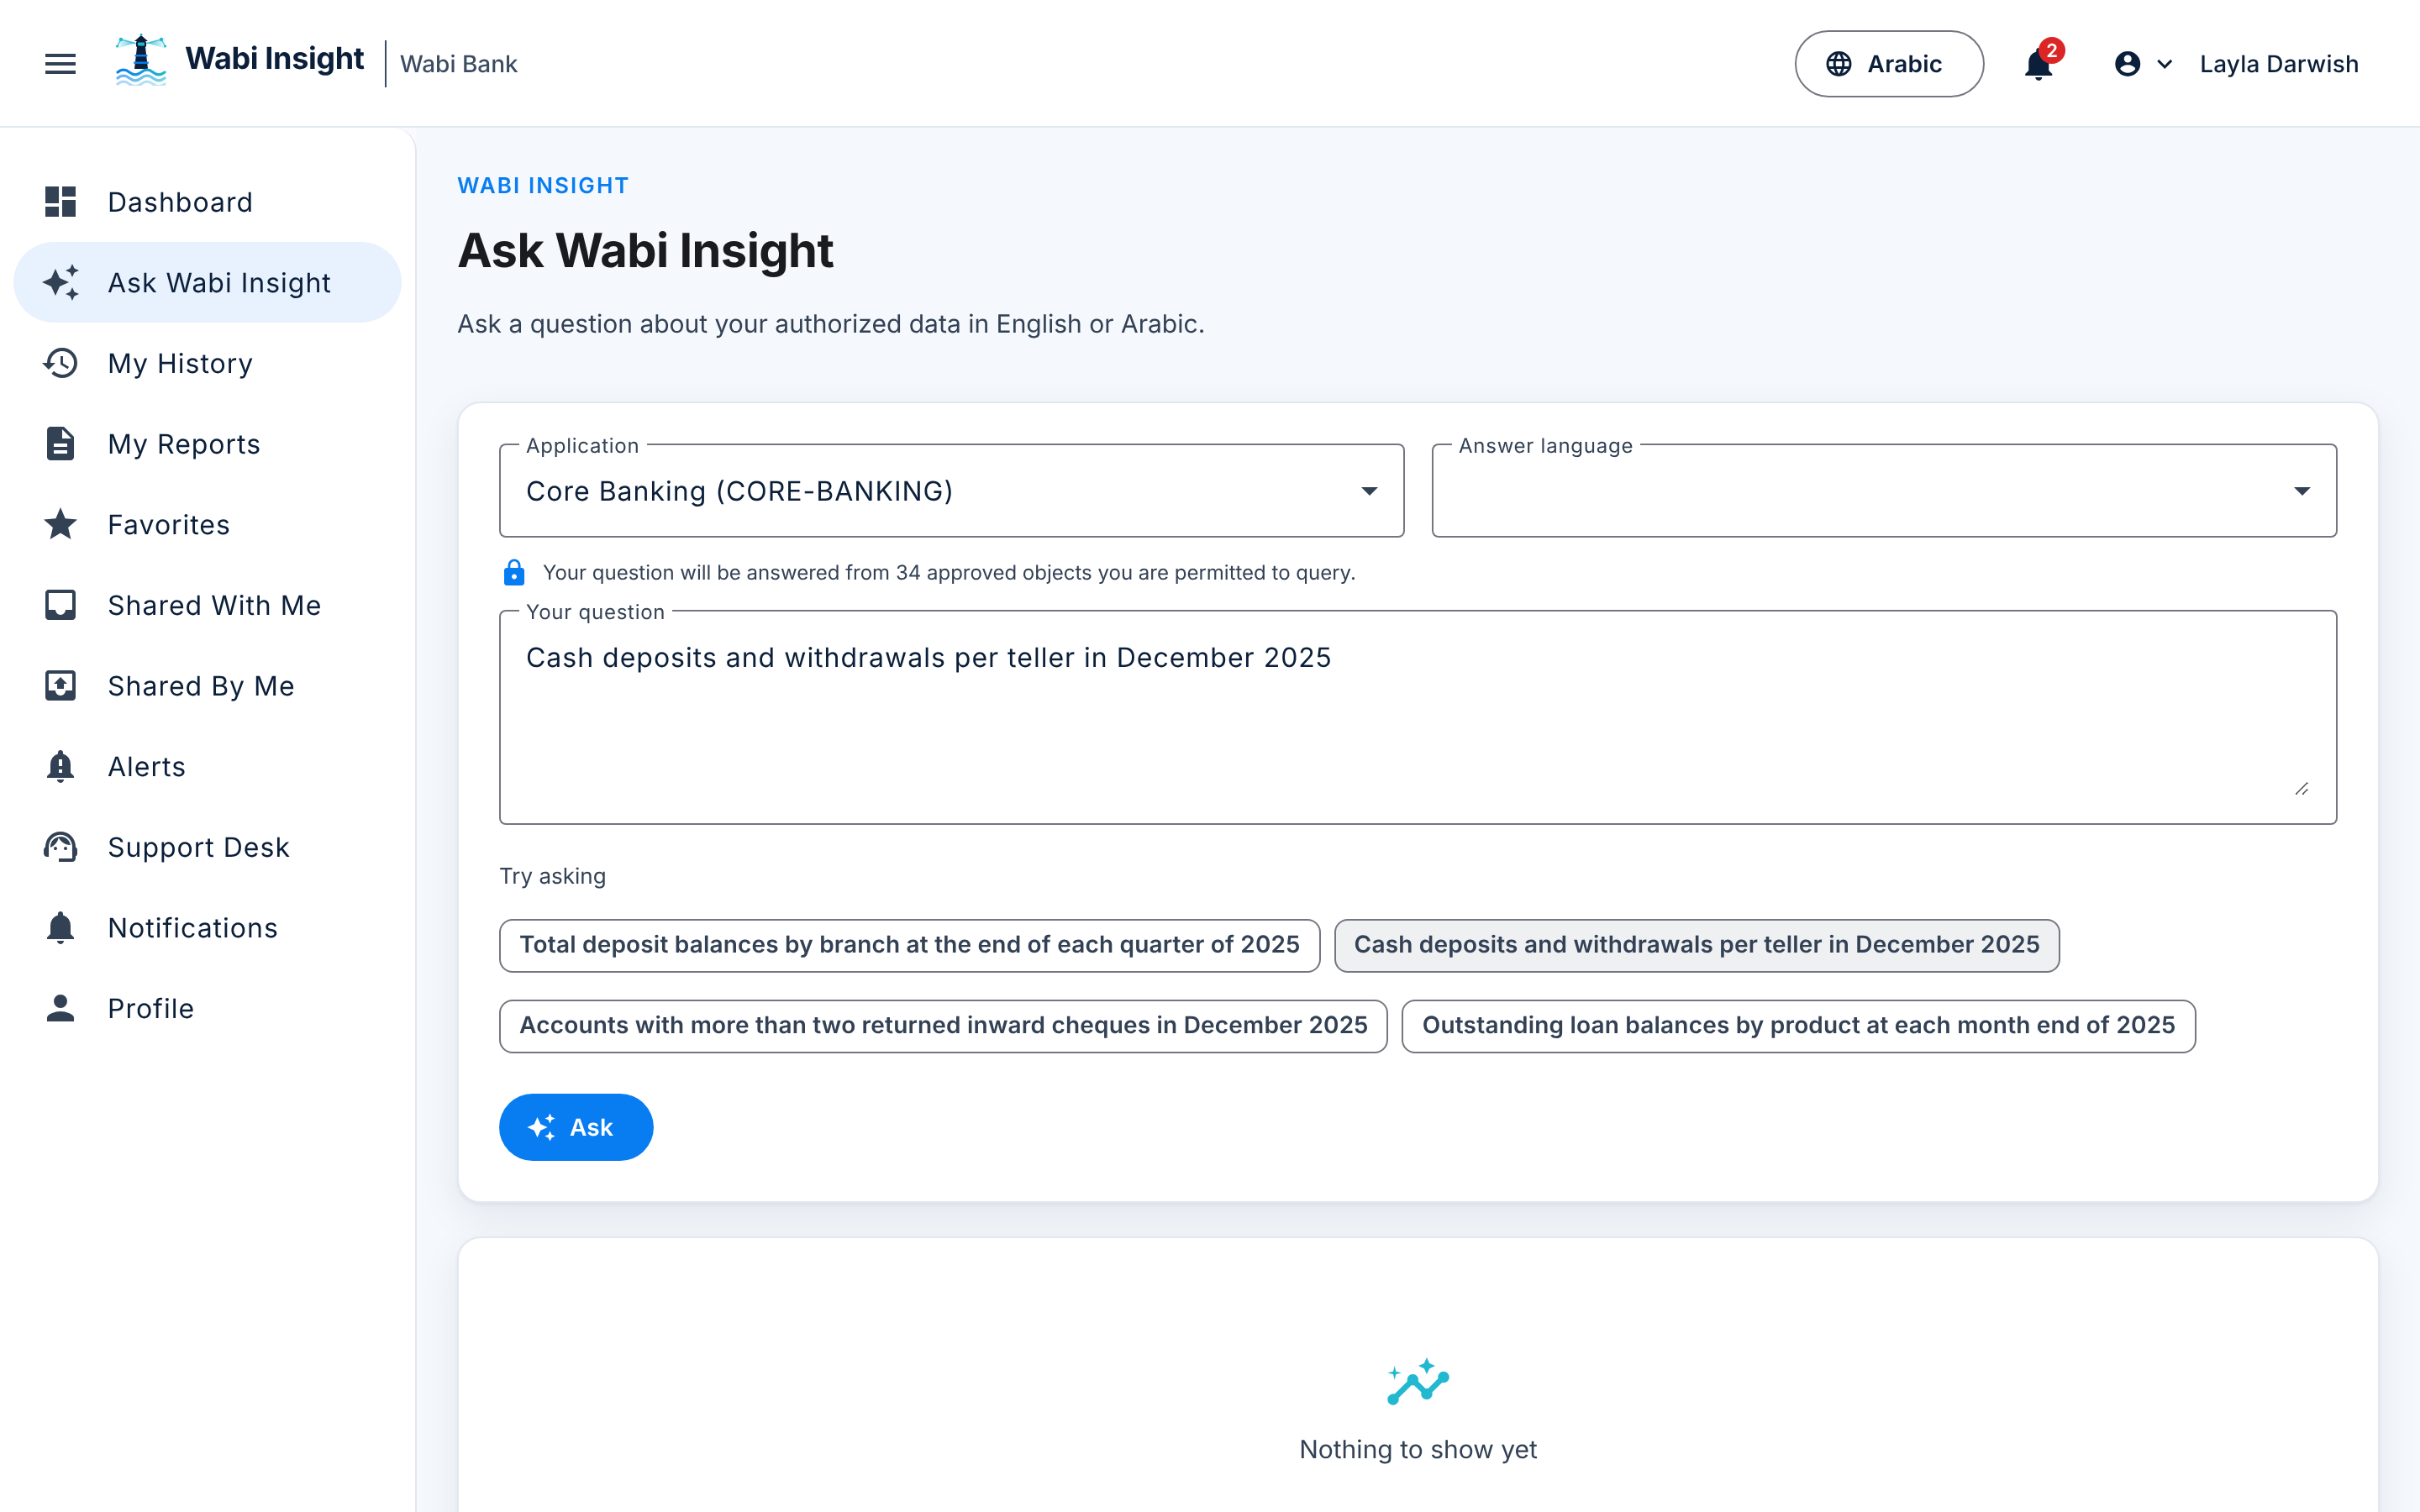 Wabi Insight
Wabi Bank
Arabic
2
Layla Darwish
Dashboard
Ask Wabi Insight
My History
My Reports
Favorites
Shared With Me
Shared By Me
Alerts
Support Desk
Notifications
Profile
WABI INSIGHT
Ask Wabi Insight
Ask a question about your authorized data in English or Arabic.
Application
Core Banking (CORE-BANKING)
Answer language
Your question will be answered from 34 approved objects you are permitted to query.
Your question
Cash deposits and withdrawals per teller in December 2025
Try asking
Total deposit balances by branch at the end of each quarter of 2025
Cash deposits and withdrawals per teller in December 2025
Accounts with more than two returned inward cheques in December 2025
Outstanding loan balances by product at each month end of 2025
Ask
Nothing to show yet